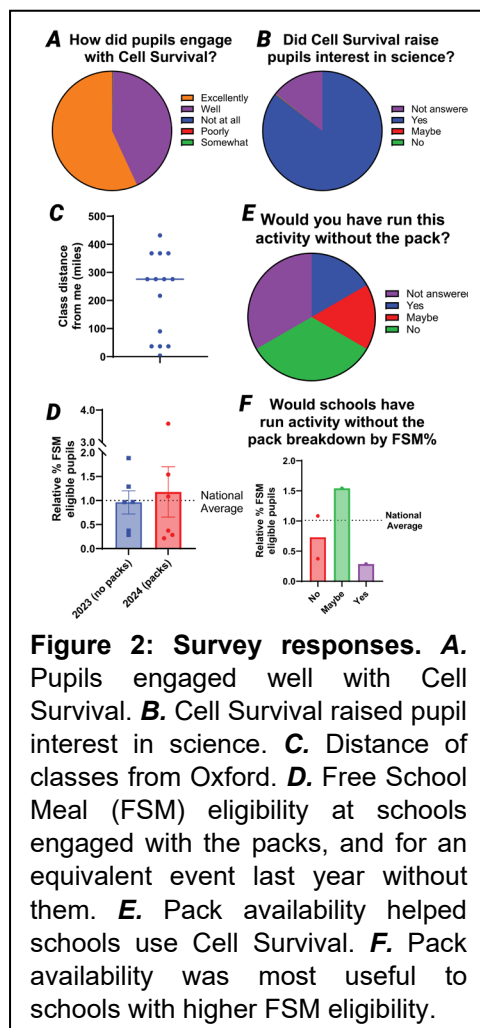 A How did pupils engage
with Cell Survival?
Excellently
Well
Not at all
Poorly
Somewhat
B Did Cell Survival raise
pupils interest in science?
Not answered
Yes
Maybe
No
C
Class distance
from me (miles)
500
400
300
200
100
0
E Would you have run this
activity without the pack?
Not answered
Yes
Maybe
No
D
Relative % FSM
eligible pupils
4.0
3.0
2.0
1.5
1.0
0.5
0.0
National
Average
2023 (no packs)
2024 (packs)
F Would schools have
run activity without the
pack breakdown by FSM%
Relative % FSM
eligible pupils
2.0
1.5
1.0
0.5
0.0
National
Average
No
Maybe
Yes
Figure 2: Survey responses. A.
Pupils engaged well with Cell
Survival. B. Cell Survival raised pupil
interest in science. C. Distance of
classes from Oxford. D. Free School
Meal (FSM) eligibility at schools
engaged with the packs, and for an
equivalent event last year without
them. E. Pack availability helped
schools use Cell Survival. F. Pack
availability was most useful to
schools with higher FSM eligibility.